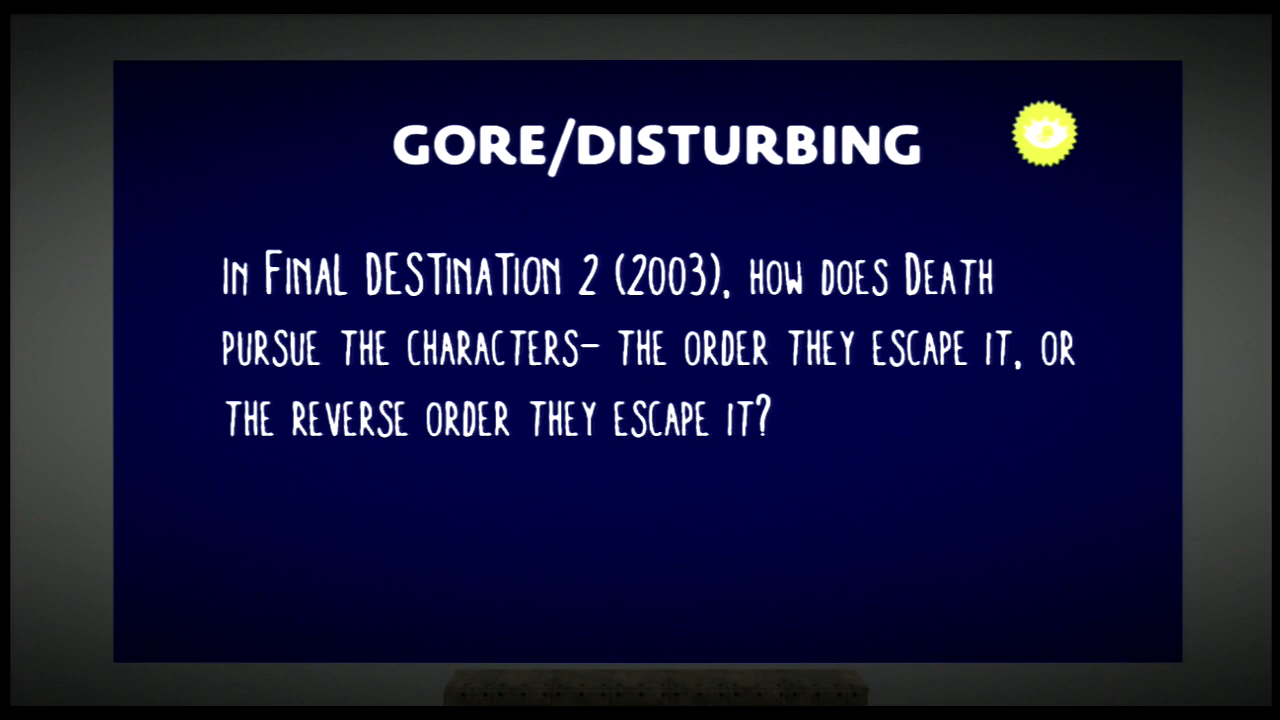 GORE/DISTURBING
In FINAL DESTINATION 2 (2003), how does Death
pursue the characters- the order they escape it, or
the reverse order they escape it?